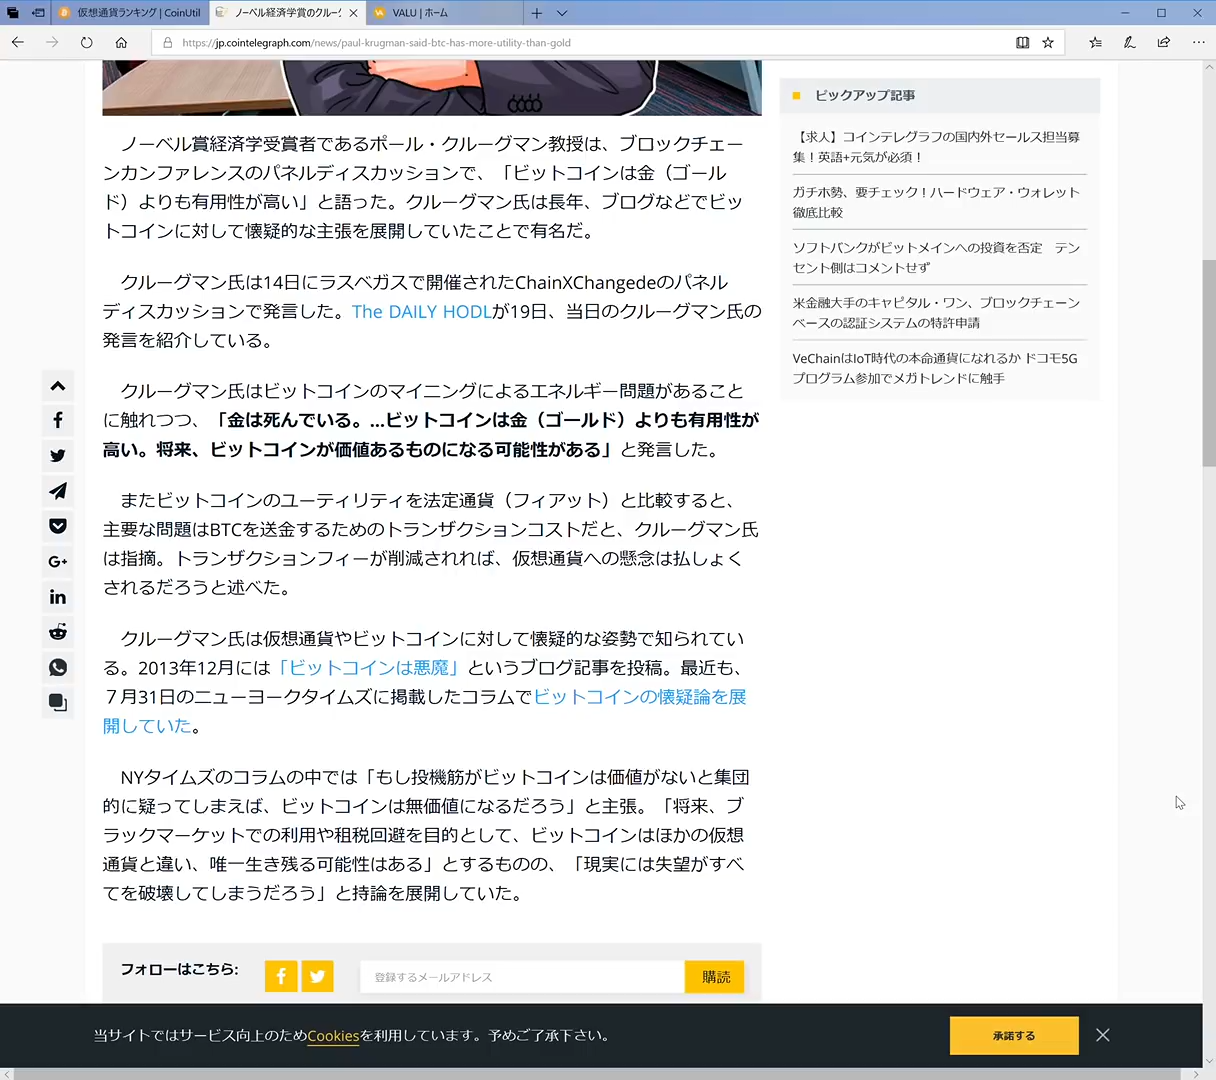 仮想通貨ランキング | CoinUtil
ノーベル経済学賞のクルーグ
VALU | ホーム
https://jp.cointelegraph.com/news/paul-krugman-said-btc-has-more-utility-than-gold
ノーベル賞経済学受賞者であるポール・クルーグマン教授は、ブロックチェー
ンカンファレンスのパネルディスカッションで、「ビットコインは金（ゴール
ド）よりも有用性が高い」と語った。クルーグマン氏は長年、ブログなどでビッ
トコインに対して懐疑的な主張を展開していたことで有名だ。
クルーグマン氏は14日にラスベガスで開催されたChainXChangedeのパネル
ディスカッションで発言した。The DAILY HODLが19日、当日のクルーグマン氏の
発言を紹介している。
クルーグマン氏はビットコインのマイニングによるエネルギー問題があること
に触れつつ、「金は死んでいる。...ビットコインは金（ゴールド）よりも有用性が
高い。将来、ビットコインが価値あるものになる可能性がある」と発言した。
またビットコインのユーティリティを法定通貨（フィアット）と比較すると、
主要な問題はBTCを送金するためのトランザクションコストだと、クルーグマン氏
は指摘。トランザクションフィーが削減されれば、仮想通貨への懸念は払しょく
されるだろうと述べた。
クルーグマン氏は仮想通貨やビットコインに対して懐疑的な姿勢で知られてい
る。2013年12月には「ビットコインは悪魔」というブログ記事を投稿。最近も、
７月31日のニューヨークタイムズに掲載したコラムでビットコインの懐疑論を展
開していた。
NYタイムズのコラムの中では「もし投機筋がビットコインは価値がないと集団
的に疑ってしまえば、ビットコインは無価値になるだろう」と主張。「将来、ブ
ラックマーケットでの利用や租税回避を目的として、ビットコインはほかの仮想
通貨と違い、唯一生き残る可能性はある」とするものの、「現実には失望がすべ
てを破壊してしまうだろう」と持論を展開していた。
フォローはこちら:
登録するメールアドレス
購読
ピックアップ記事
【求人】コインテレグラフの国内外セールス担当募
集！英語+元気が必須！
ガチホ勢、要チェック！ハードウェア・ウォレット
徹底比較
ソフトバンクがビットメインへの投資を否定　テン
セント側はコメントせず
米金融大手のキャピタル・ワン、ブロックチェーン
ベースの認証システムの特許申請
VeChainはIoT時代の本命通貨になれるか ドコモ5G
プログラム参加でメガトレンドに触手
当サイトではサービス向上のためCookiesを利用しています。予めご了承下さい。
承諾する